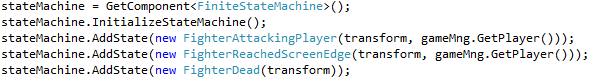 stateMachine = GetComponent<FiniteStateMachine>();
stateMachine.InitializeStateMachine();
stateMachine.AddState(new FighterAttackingPlayer(transform, gameMng.GetPlayer()));
stateMachine.AddState(new FighterReachedScreenEdge(transform, gameMng.GetPlayer()));
stateMachine.AddState(new FighterDead(transform));